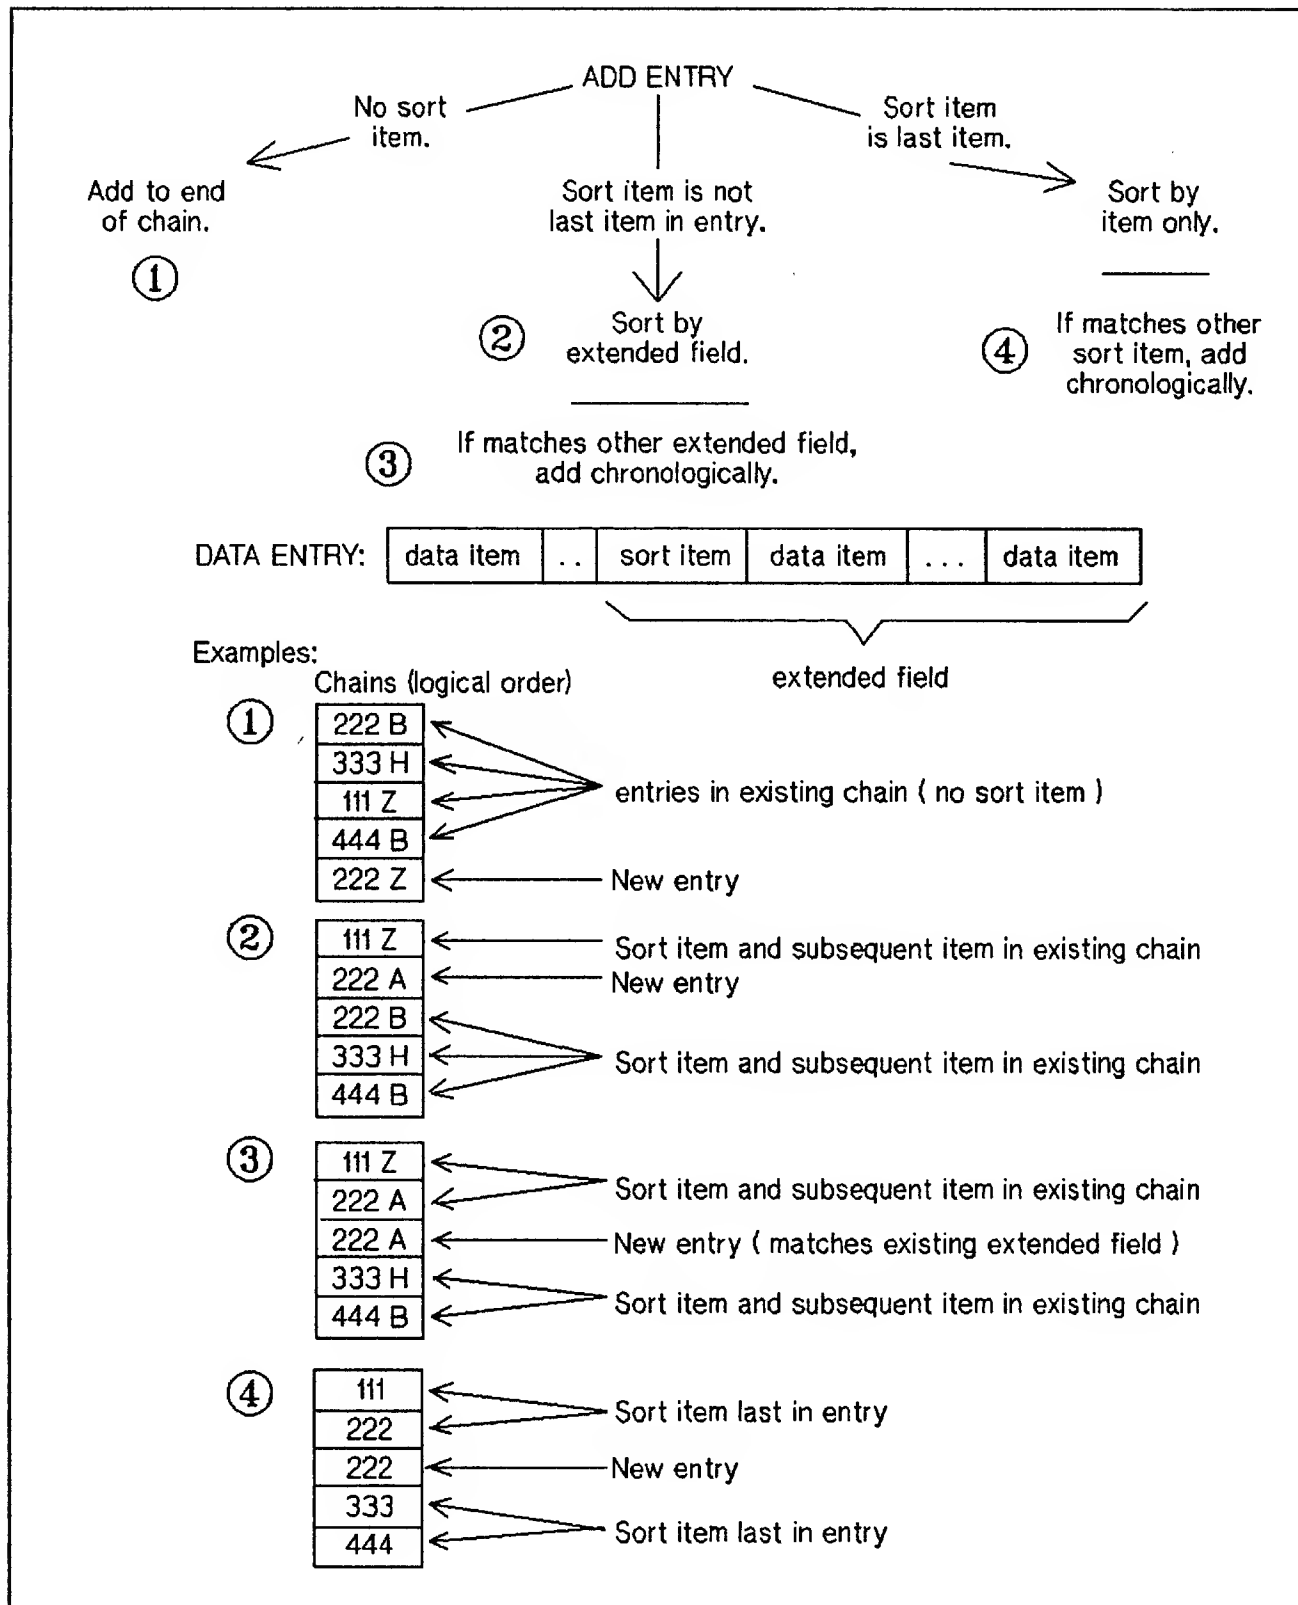 ADD ENTRY
No sort
item.
Sort item
is last item.
Add to end
of chain.
①
Sort item is not
last item in entry.
Sort by
item only.
②
Sort by
extended field.
④
If matches other
sort item, add
chronologically.
③
If matches other extended field,
add chronologically.
DATA ENTRY: data item .. sort item data item ... data item
extended field
Examples:
Chains (logical order)
①
222 B
333 H
111 Z
444 B
222 Z
entries in existing chain ( no sort item )
New entry
②
111 Z
222 A
222 B
333 H
444 B
Sort item and subsequent item in existing chain
New entry
Sort item and subsequent item in existing chain
③
111 Z
222 A
222 A
333 H
444 B
Sort item and subsequent item in existing chain
New entry ( matches existing extended field )
Sort item and subsequent item in existing chain
④
111
222
222
333
444
Sort item last in entry
New entry
Sort item last in entry